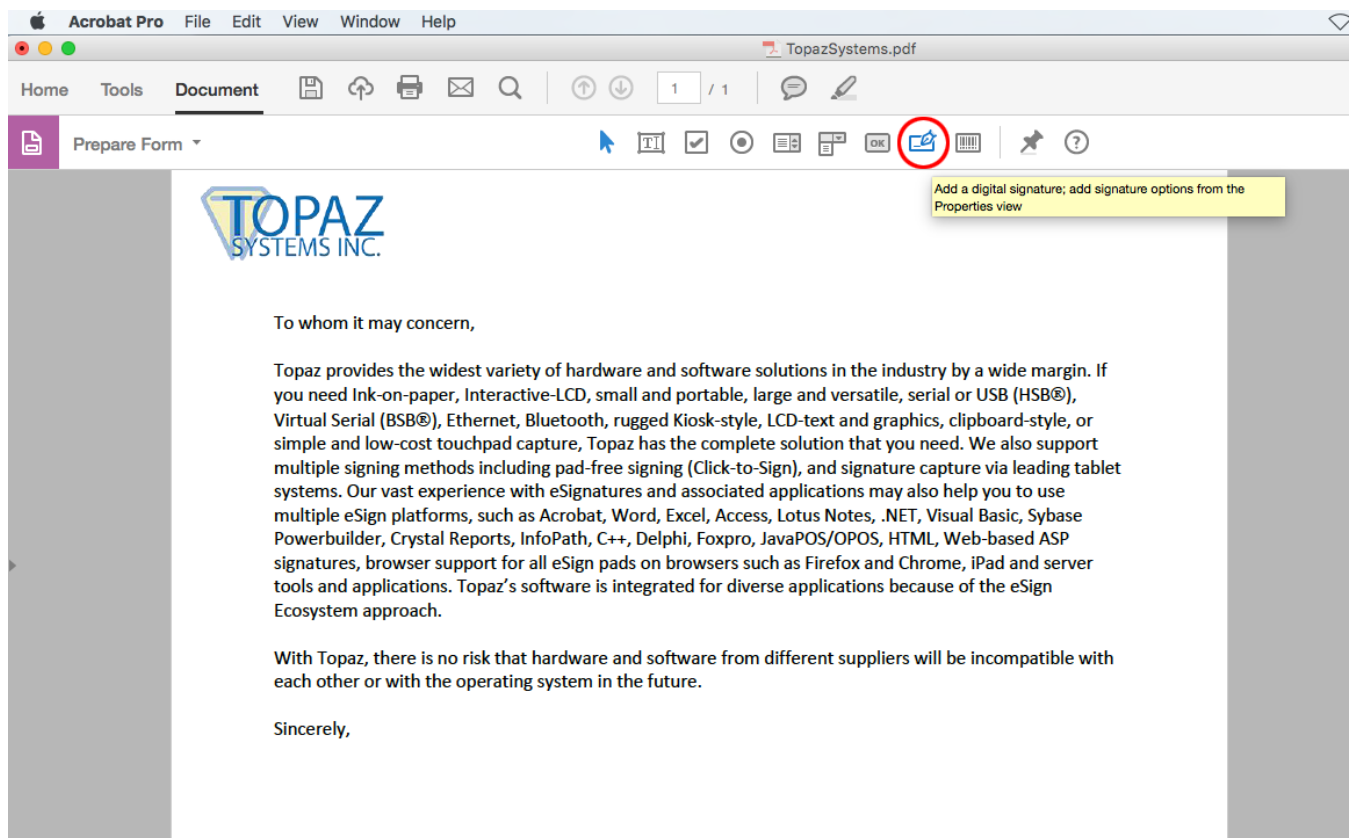 Acrobat Pro File Edit View Window Help
TopazSystems.pdf
Home Tools Document 1 / 1
Prepare Form
OK
Add a digital signature; add signature options from the
Properties view
TOPAZ
SYSTEMS INC.
To whom it may concern,
Topaz provides the widest variety of hardware and software solutions in the industry by a wide margin. If
you need Ink-on-paper, Interactive-LCD, small and portable, large and versatile, serial or USB (HSB®),
Virtual Serial (BSB®), Ethernet, Bluetooth, rugged Kiosk-style, LCD-text and graphics, clipboard-style, or
simple and low-cost touchpad capture, Topaz has the complete solution that you need. We also support
multiple signing methods including pad-free signing (Click-to-Sign), and signature capture via leading tablet
systems. Our vast experience with eSignatures and associated applications may also help you to use
multiple eSign platforms, such as Acrobat, Word, Excel, Access, Lotus Notes, .NET, Visual Basic, Sybase
Powerbuilder, Crystal Reports, InfoPath, C++, Delphi, Foxpro, JavaPOS/OPOS, HTML, Web-based ASP
signatures, browser support for all eSign pads on browsers such as Firefox and Chrome, iPad and server
tools and applications. Topaz’s software is integrated for diverse applications because of the eSign
Ecosystem approach.
With Topaz, there is no risk that hardware and software from different suppliers will be incompatible with
each other or with the operating system in the future.
Sincerely,